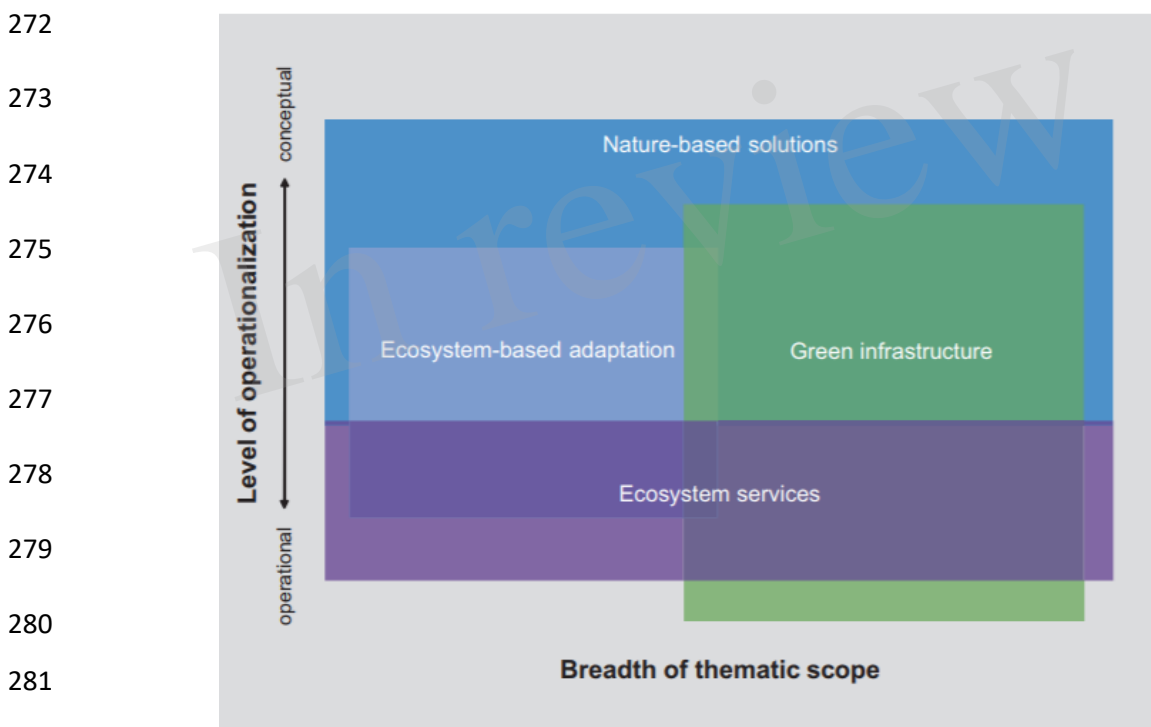 272
273
274
275
276
277
278
279
280
281
conceptual
Level of operationalization
operational
Nature-based solutions
Ecosystem-based adaptation
Green infrastructure
Ecosystem services
Breadth of thematic scope
In review